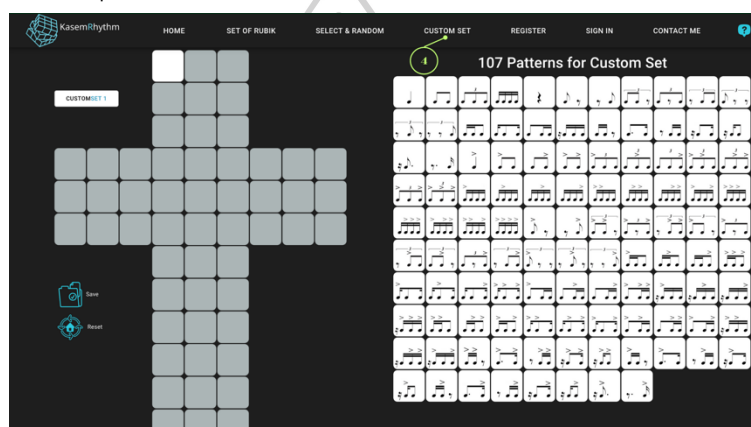 KasemRhythm
HOME
SET OF RUBIK
SELECT & RANDOM
CUSTOM SET
REGISTER
SIGN IN
CONTACT ME
?
4
107 Patterns for Custom Set
CUSTOMSET 1
Save
Reset